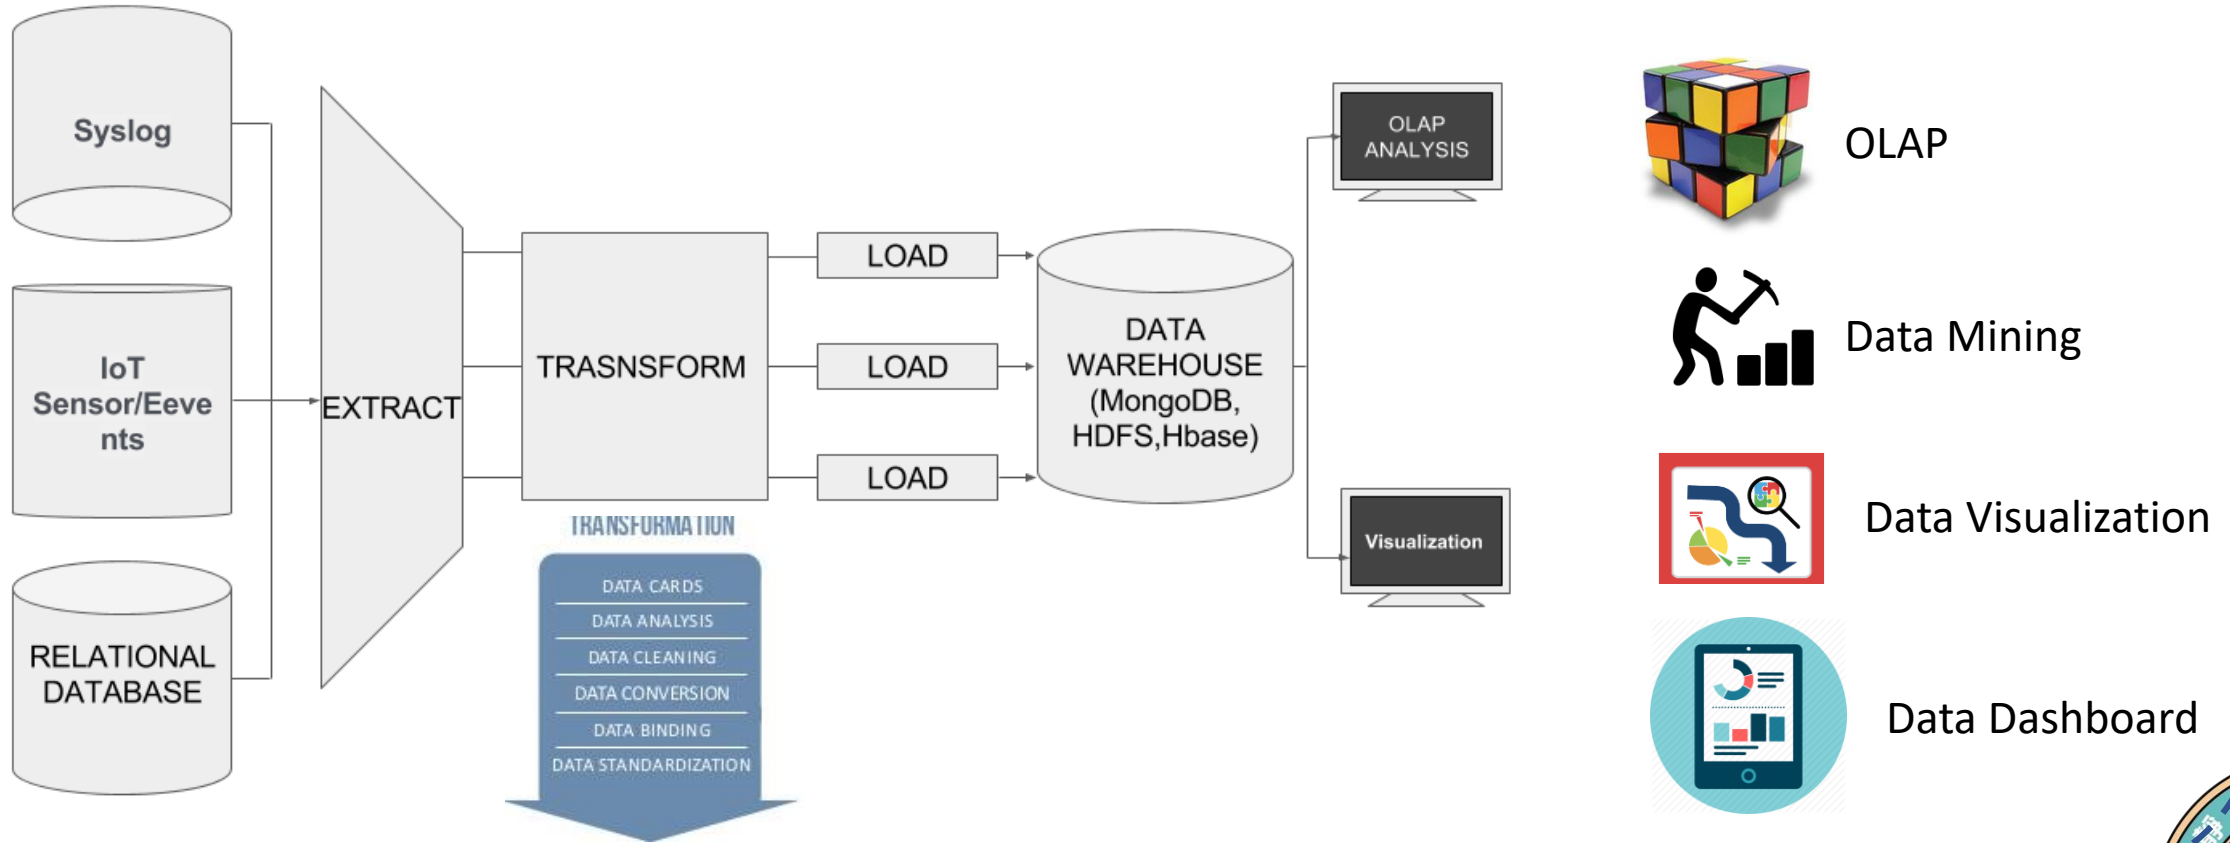 Syslog
IoT
Sensor/Eeve
nts
RELATIONAL
DATABASE
EXTRACT
TRASNSFORM
TRANSFORMATION
DATA CARDS
DATA ANALYSIS
DATA CLEANING
DATA CONVERSION
DATA BINDING
DATA STANDARDIZATION
LOAD
LOAD
LOAD
DATA
WAREHOUSE
(MongoDB,
HDFS,Hbase)
OLAP
ANALYSIS
Visualization
OLAP
Data Mining
Data Visualization
Data Dashboard